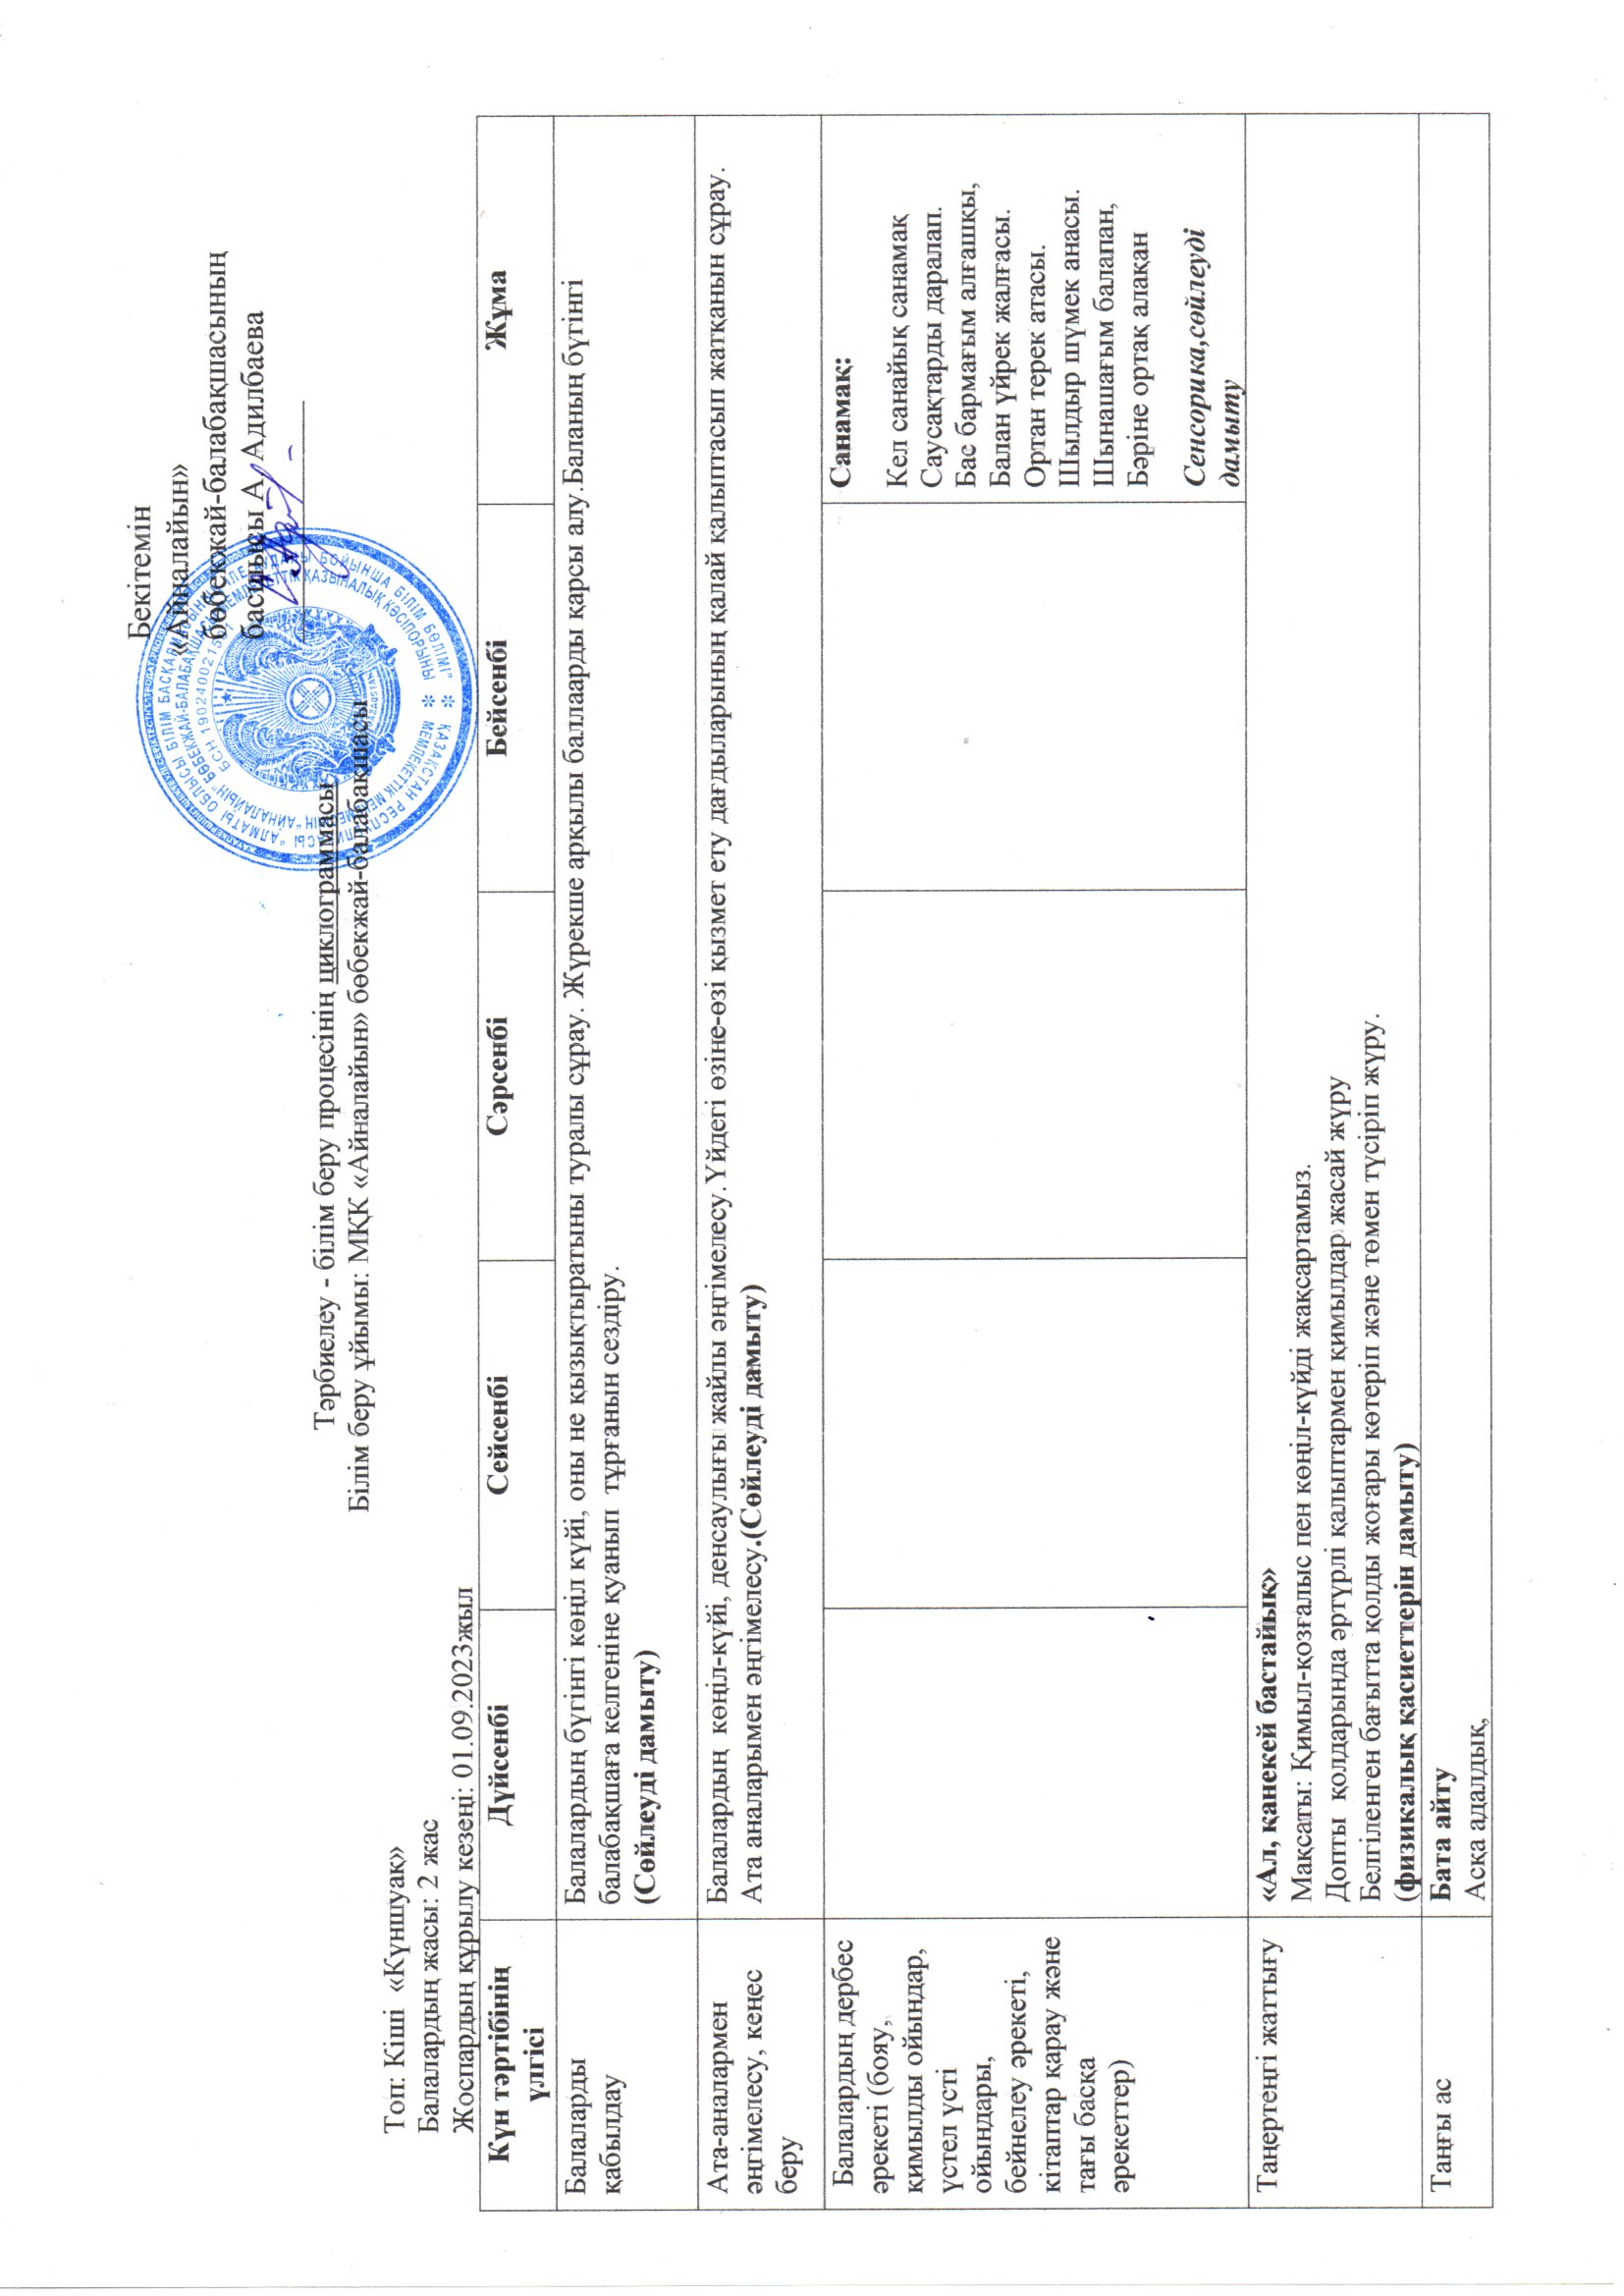 Бекітемін
«Айналайын»
бөбекжай-балабақшасының
басшысы А.Адилбаева
Тәрбиелеу - білім беру процесінің циклограммасы
Білім беру ұйымы: МҚК «Айналайын» бөбекжай-балабақшасы
Топ: Кіші «Күншуақ»
Балалардың жасы: 2 жас
Жоспардың құрылу кезеңі: 01.09.2023жыл
Күн тәртібінің
үлгісі
Дүйсенбі
Сейсенбі
Сәрсенбі
Бейсенбі
Жұма
Балаларды
қабылдау
Балалардың бүгінгі көңіл күйі, оны не қызықтыратыны туралы сұрау. Жүрекше арқылы баллаарды қарсы алу.Баланың бүгінгі
балабақшаға келгеніне қуанып тұрғанын сездіру.
(Сөйлеуді дамыту)
Ата-аналармен
әңгімелесу, кеңес
беру
Балалардың көңіл-күйі, денсаулығы жайлы әңгімелесу.Үйдегі өзіне-өзі қызмет ету дағдыларының қалай қалыптасып жатқанын сұрау.
Ата аналарымен әңгімелесу.(Сөйлеуді дамыту)
Балалардың дербес
әрекеті (бояу,
қимылды ойындар,
үстел үсті
ойындары,
бейнелеу әрекеті,
кітаптар қарау және
тағы басқа
әрекеттер)
Санамақ:
Кел санайық санамақ
Саусақтарды даралап.
Бас бармағым алғашқы,
Балан үйрек жалғасы.
Ортан терек атасы.
Шылдыр шүмек анасы.
Шынашағым балапан,
Бәріне ортақ алақан
Сенсорика,сөйлеуді
дамыту
Таңертеңгі жаттығу
«Ал, қанекей бастайық»
Мақсаты: Қимыл-қозғалыс пен көңіл-күйді жақсартамыз.
Допты қолдарында әртүрлі қалыптармен қимылдар жасай жүру
Белгіленген бағытта қолды жоғары көтеріп және төмен түсіріп жүру.
(физикалық қасиеттерін дамыту)
Таңғы ас
Бата айту
Асқа адалдық,